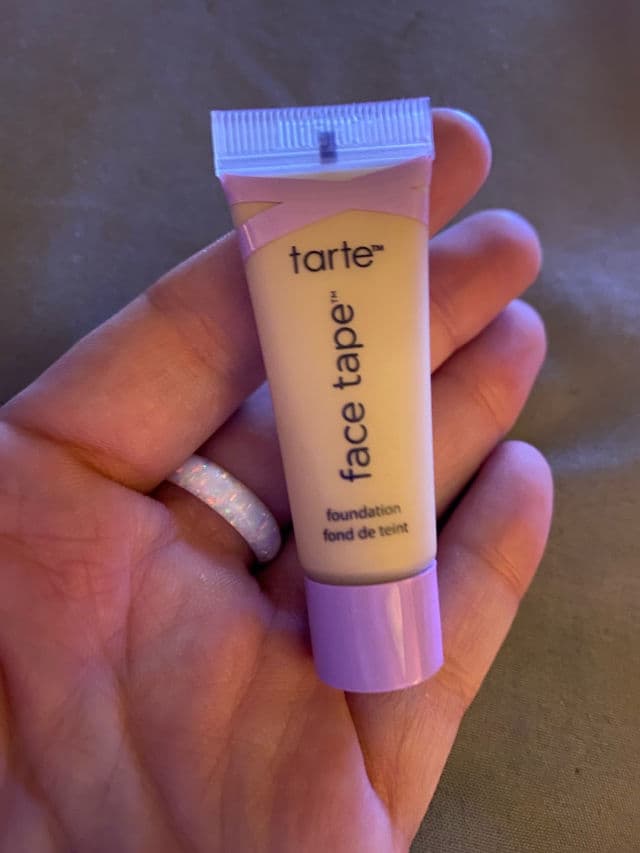 tarte™
face tape™
foundation
fond de teint